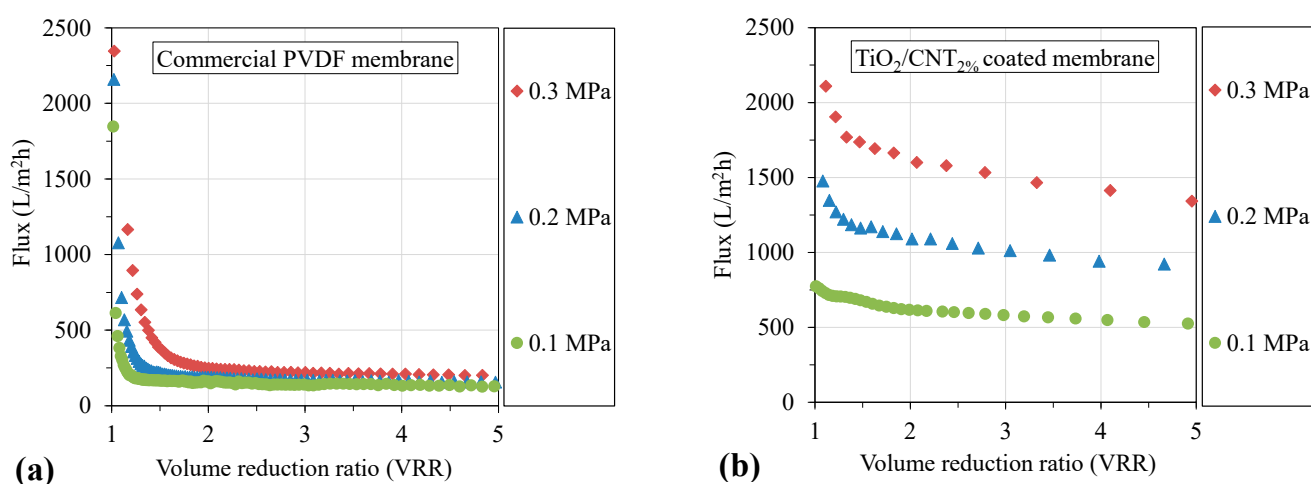 2500
2000
1500
1000
500
0
1 2 3 4 5
Flux (L/m²h)
Volume reduction ratio (VRR)
Commercial PVDF membrane
0.3 MPa
0.2 MPa
0.1 MPa
(a)
2500
2000
1500
1000
500
0
1 2 3 4 5
Flux (L/m²h)
Volume reduction ratio (VRR)
TiO₂/CNT₂% coated membrane
0.3 MPa
0.2 MPa
0.1 MPa
(b)